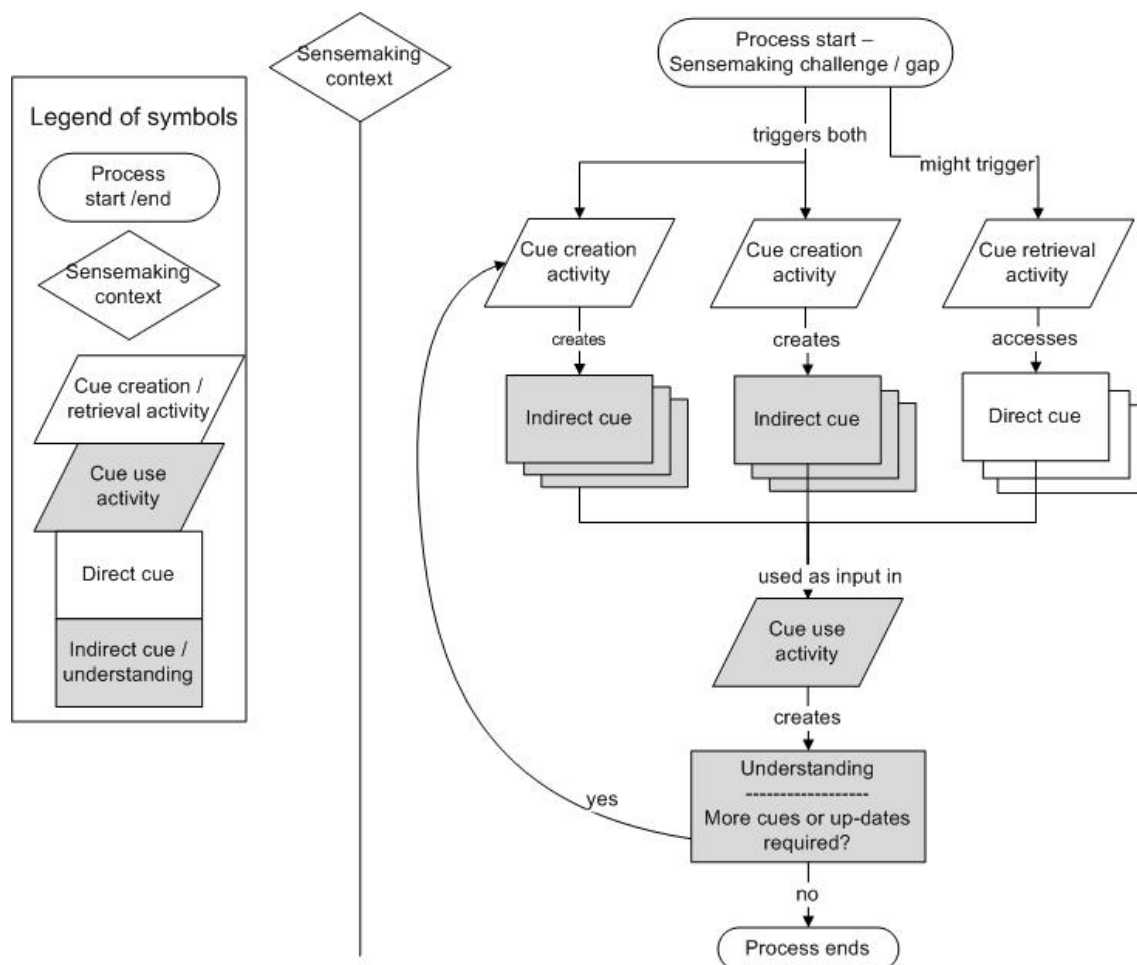 Legend of symbols
Process
start /end
Sensemaking
context
Cue creation /
retrieval activity
Cue use
activity
Direct cue
Indirect cue /
understanding
Sensemaking
context
Process start –
Sensemaking challenge / gap
triggers both
might trigger
Cue creation
activity
Cue creation
activity
Cue retrieval
activity
creates
creates
accesses
Indirect cue
Indirect cue
Direct cue
used as input in
Cue use
activity
creates
Understanding
------------------
More cues or up-dates
required?
yes
no
Process ends